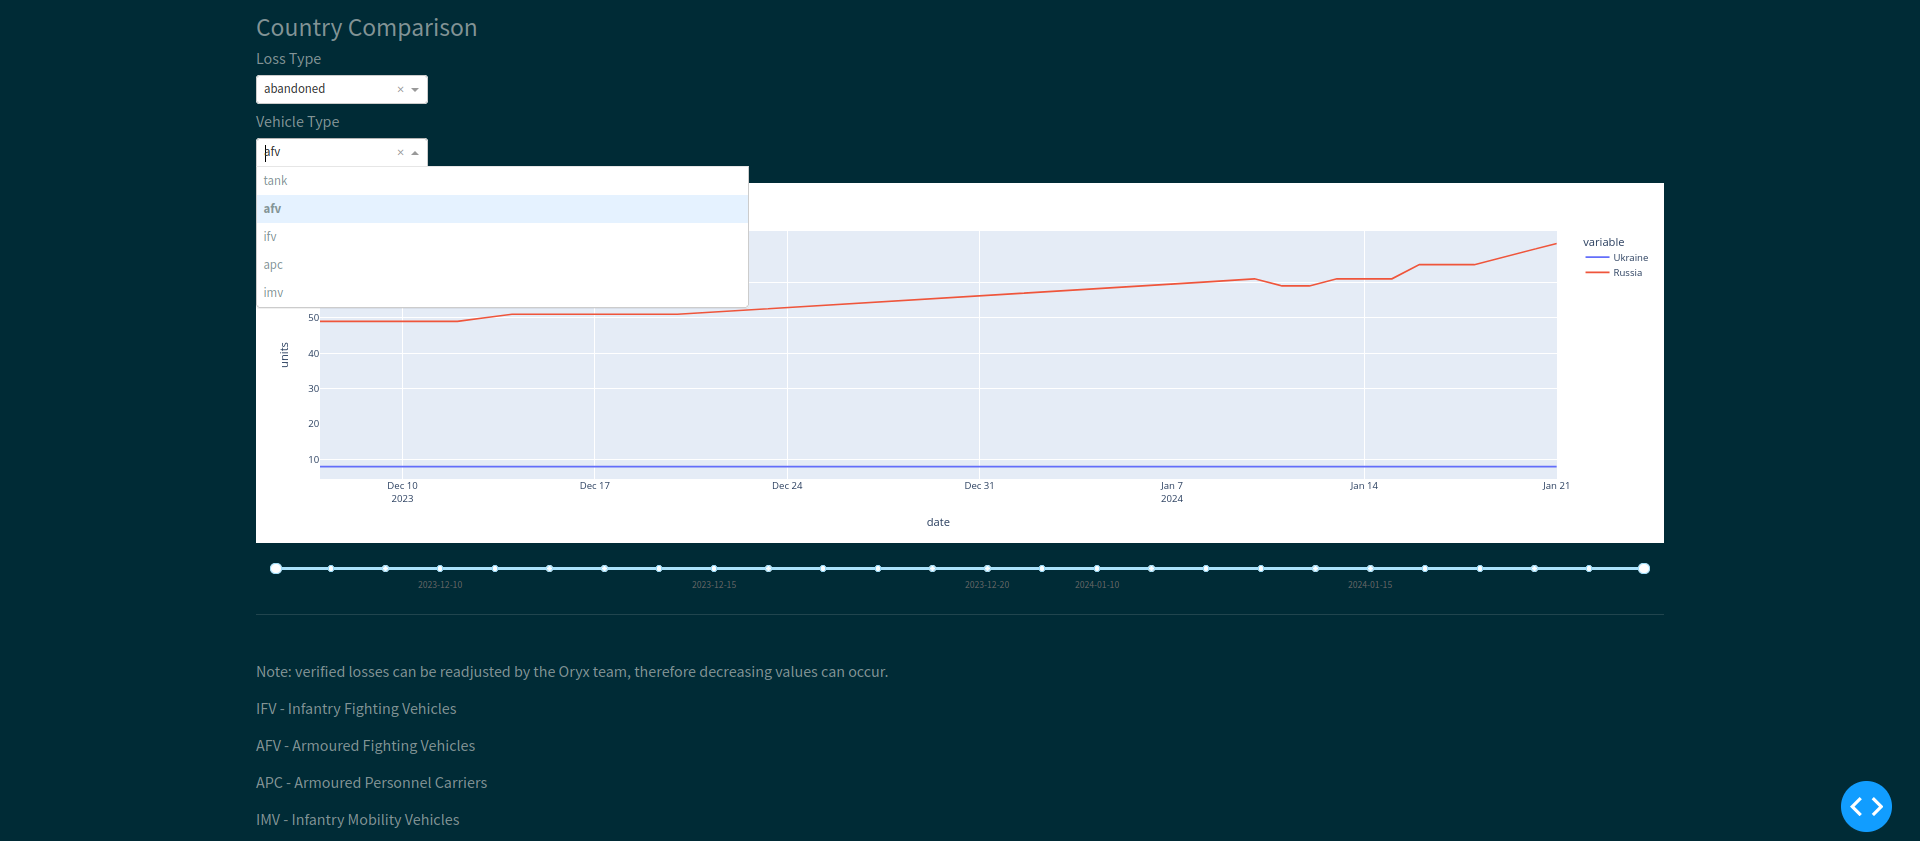 Country Comparison
Loss Type
abandoned ×
Vehicle Type
afv ×
tank
afv
ifv
apc
imv
variable
Ukraine
Russia
50
40
30
20
10
units
Dec 10 Dec 17 Dec 24 Dec 31 Jan 7 Jan 14 Jan 21
2023 2024
date
2023-12-10 2023-12-15 2023-12-20 2024-01-10 2024-01-15
Note: verified losses can be readjusted by the Oryx team, therefore decreasing values can occur.
IFV - Infantry Fighting Vehicles
AFV - Armoured Fighting Vehicles
APC - Armoured Personnel Carriers
IMV - Infantry Mobility Vehicles